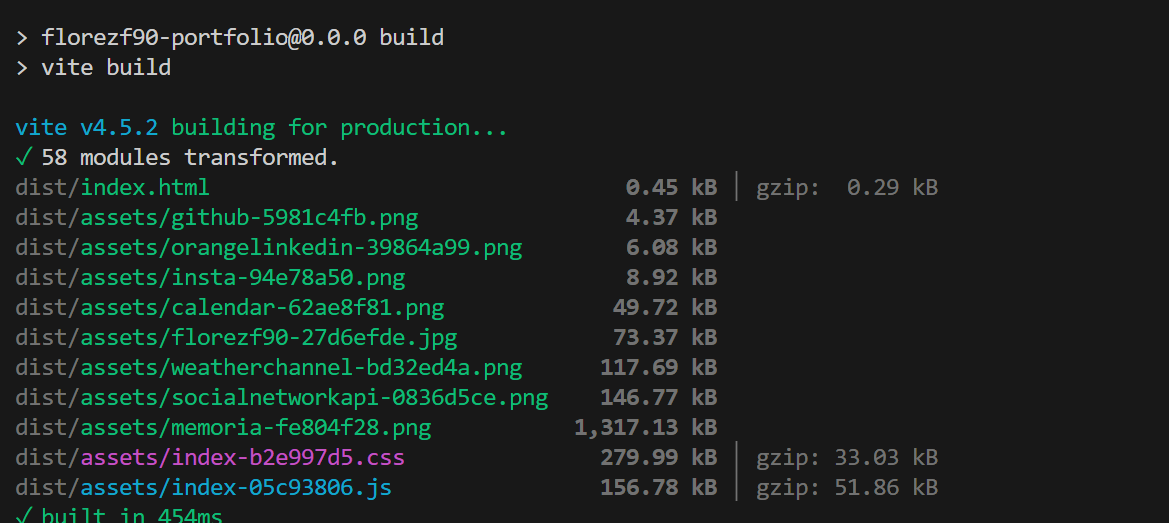 > florezf90-portfolio@0.0.0 build
> vite build
vite v4.5.2 building for production...
✓ 58 modules transformed.
dist/index.html 0.45 kB │ gzip: 0.29 kB
dist/assets/github-5981c4fb.png 4.37 kB
dist/assets/orangelinkedin-39864a99.png 6.08 kB
dist/assets/insta-94e78a50.png 8.92 kB
dist/assets/calendar-62ae8f81.png 49.72 kB
dist/assets/florezf90-27d6efde.jpg 73.37 kB
dist/assets/weatherchannel-bd32ed4a.png 117.69 kB
dist/assets/socialnetworkapi-0836d5ce.png 146.77 kB
dist/assets/memoria-fe804f28.png 1,317.13 kB
dist/assets/index-b2e997d5.css 279.99 kB │ gzip: 33.03 kB
dist/assets/index-05c93806.js 156.78 kB │ gzip: 51.86 kB
✓ built in 454ms